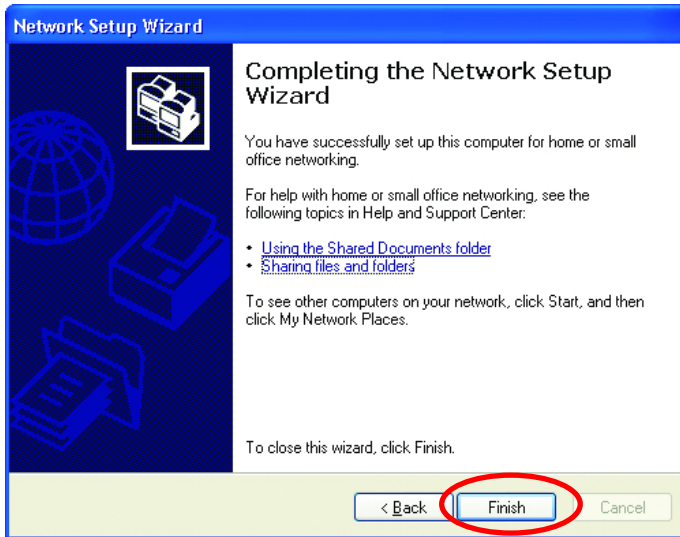 Network Setup Wizard
Completing the Network Setup
Wizard
You have successfully set up this computer for home or small
office networking.
For help with home or small office networking, see the
following topics in Help and Support Center:
• Using the Shared Documents folder
• Sharing files and folders
To see other computers on your network, click Start, and then
click My Network Places.
To close this wizard, click Finish.
< Back Finish Cancel